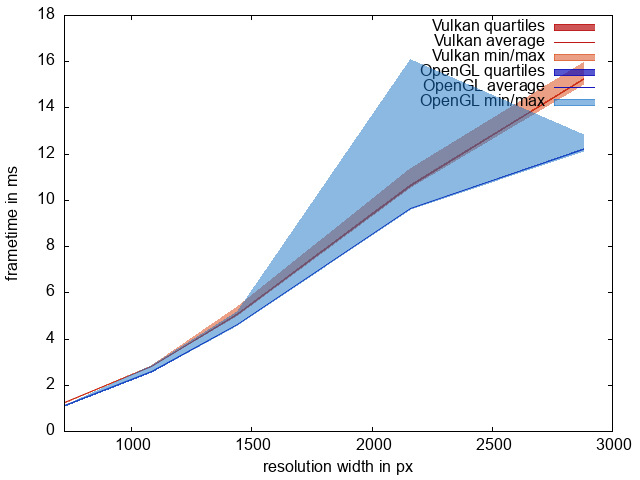 18
16
14
12
10
8
6
4
2
0
frametime in ms
Vulkan quartiles
Vulkan average
Vulkan min/max
OpenGL quartiles
OpenGL average
OpenGL min/max
1000 1500 2000 2500 3000
resolution width in px